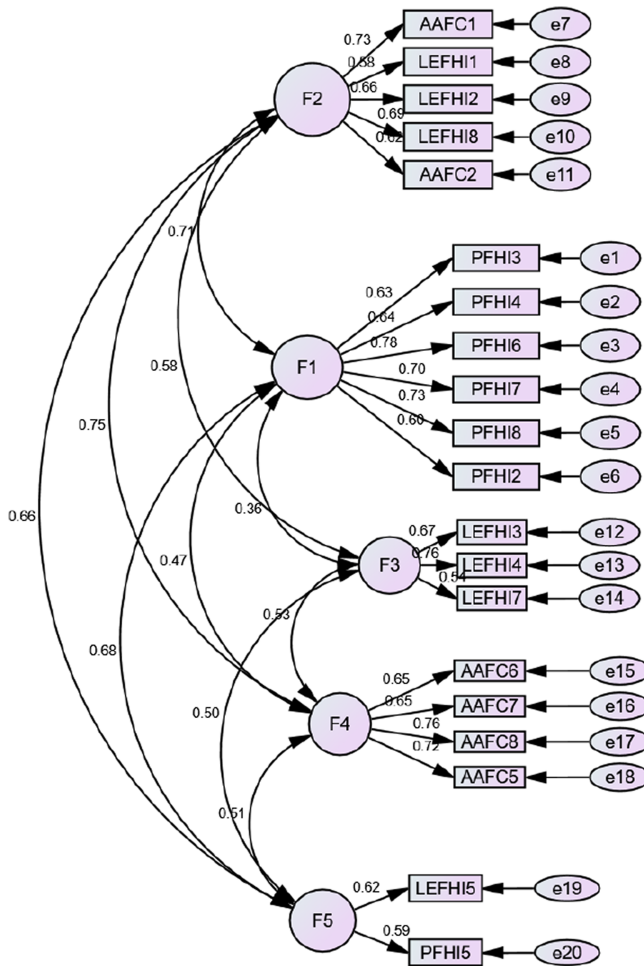 AAFC1 e7
0.73
0.58 LEFHI1 e8
F2 0.66 LEFHI2 e9
0.69 LEFHI8 e10
0.62 AAFC2 e11
0.71
PFHI3 e1
0.63
0.64 PFHI4 e2
0.78 PFHI6 e3
F1 0.70 PFHI7 e4
0.58 0.73
PFHI8 e5
0.60
0.75 PFHI2 e6
0.36
0.66 0.67 LEFHI3 e12
0.47 F3 0.76 LEFHI4 e13
0.53 0.54 LEFHI7 e14
0.68
0.65 AAFC6 e15
0.50 0.65 AAFC7 e16
F4 0.76 AAFC8 e17
0.72 AAFC5 e18
0.51
0.62 LEFHI5 e19
F5
0.59 PFHI5 e20